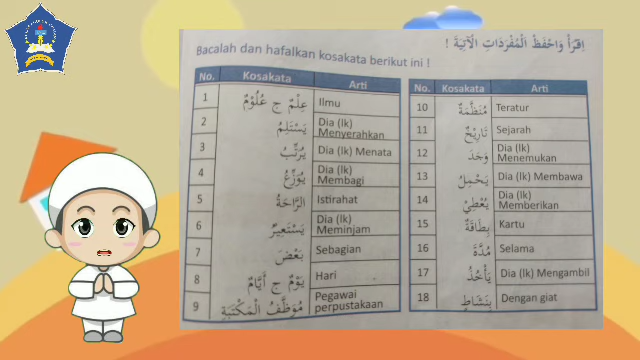 اِقْرَأْ وَاحْفَظْ الْمُفْرَدَاتِ الْآتِيَةَ !
Bacalah dan hafalkan kosakata berikut ini !
No. Kosakata Arti
1 عِلْمٌ ج عُلُوْمٌ Ilmu
2 يَسْتَلِمُ Dia (lk) Menyerahkan
3 يُرَتِّبُ Dia (lk) Menata
4 يُوَزِّعُ Dia (lk) Membagi
5 الرَّاحَةُ Istirahat
6 يَسْتَعِيْرُ Dia (lk) Meminjam
7 بَعْضَ Sebagian
8 يَوْمٌ ج أَيَّامٌ Hari
9 مُوَظَّفُ الْمَكْتَبَةِ Pegawai perpustakaan
No. Kosakata Arti
10 مُنَظَّمَةٌ Teratur
11 تَارِيْخٌ Sejarah
12 وَجَدَ Dia (lk) Menemukan
13 يَحْمِلُ Dia (lk) Membawa
14 يُعْطِيْ Dia (lk) Memberikan
15 بِطَاقَةٌ Kartu
16 مُدَّةَ Selama
17 يَأْخُذُ Dia (lk) Mengambil
18 بِنَشَاطٍ Dengan giat